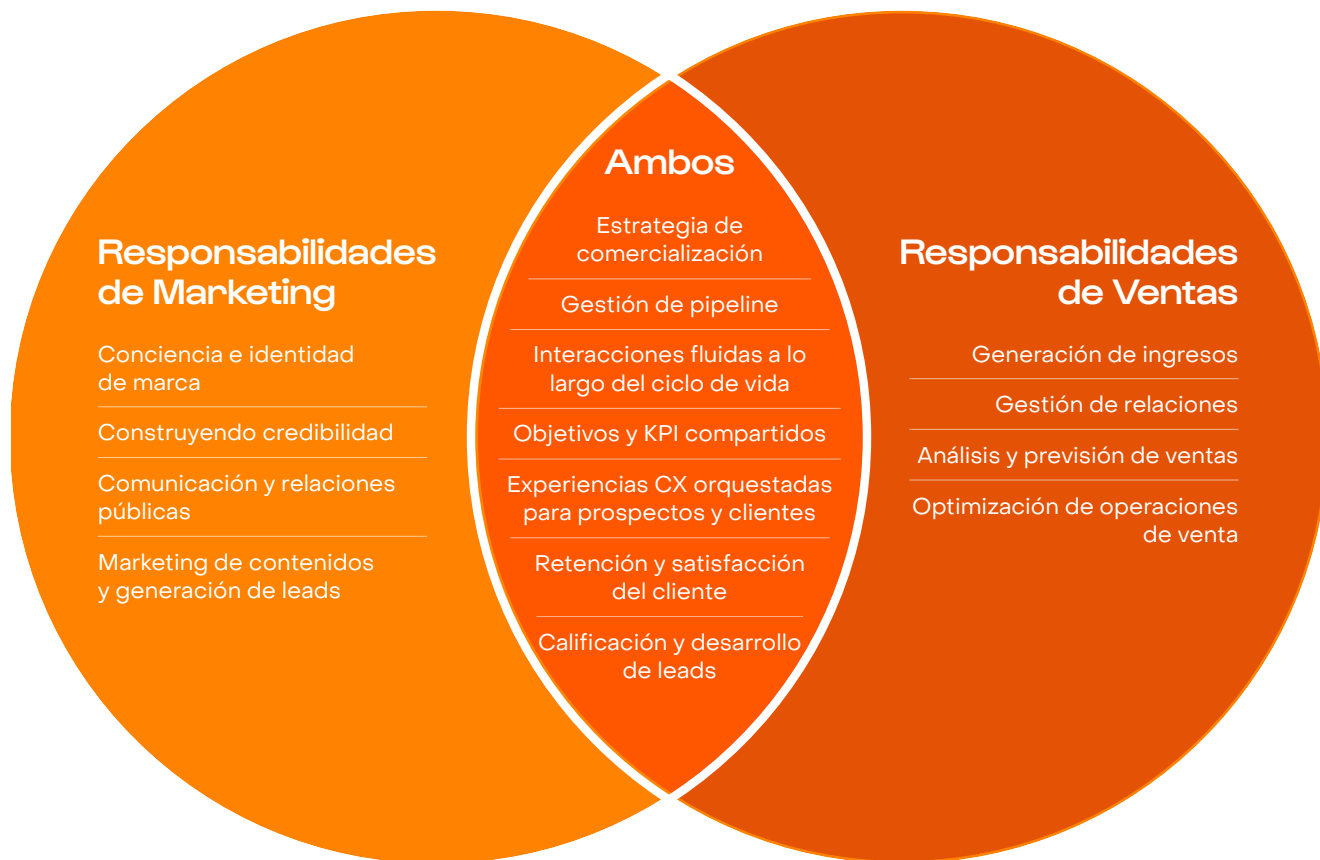 Responsabilidades
de Marketing
Conciencia e identidad
de marca
Construyendo credibilidad
Comunicación y relaciones
públicas
Marketing de contenidos
y generación de leads
Ambos
Estrategia de
comercialización
Gestión de pipeline
Interacciones fluidas a lo
largo del ciclo de vida
Objetivos y KPI compartidos
Experiencias CX orquestadas
para prospectos y clientes
Retención y satisfacción
del cliente
Calificación y desarrollo
de leads
Responsabilidades
de Ventas
Generación de ingresos
Gestión de relaciones
Análisis y previsión de ventas
Optimización de operaciones
de venta